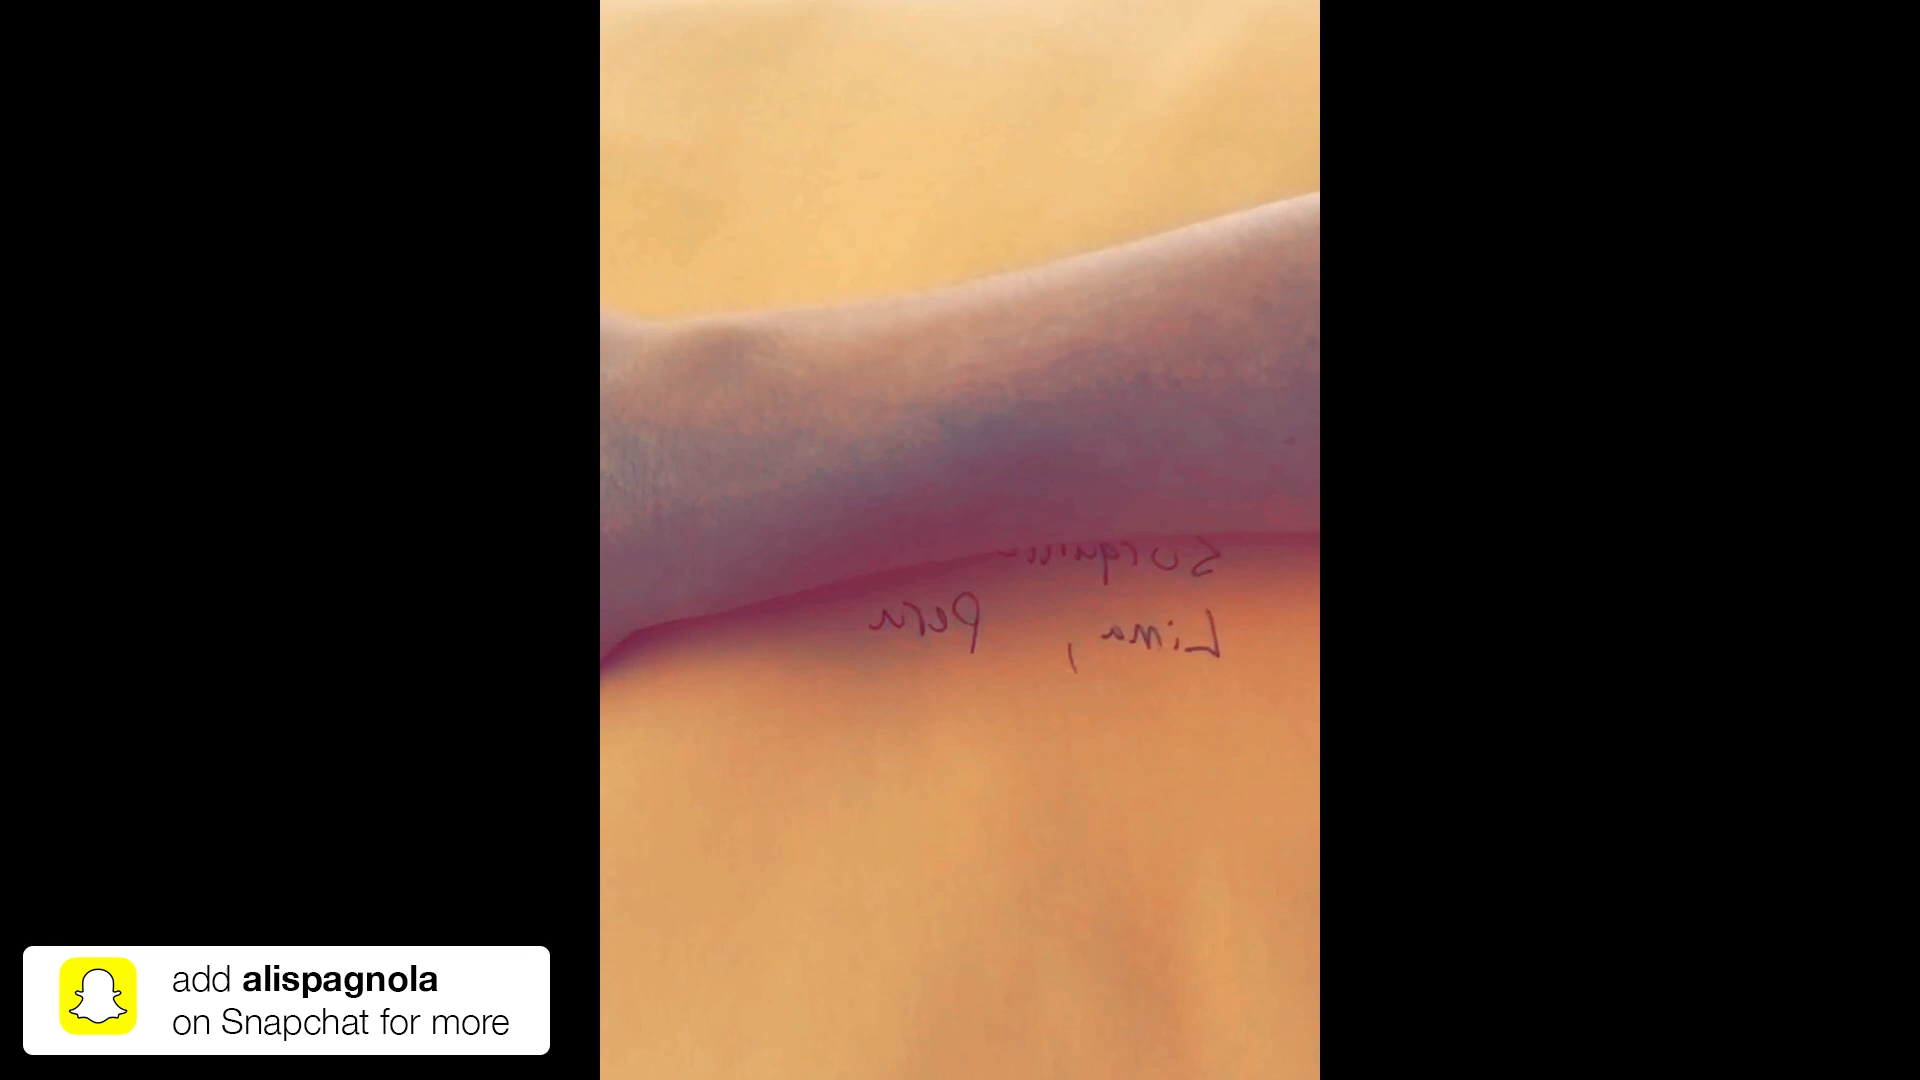 Lima, Peru
add alispagnola
on Snapchat for more